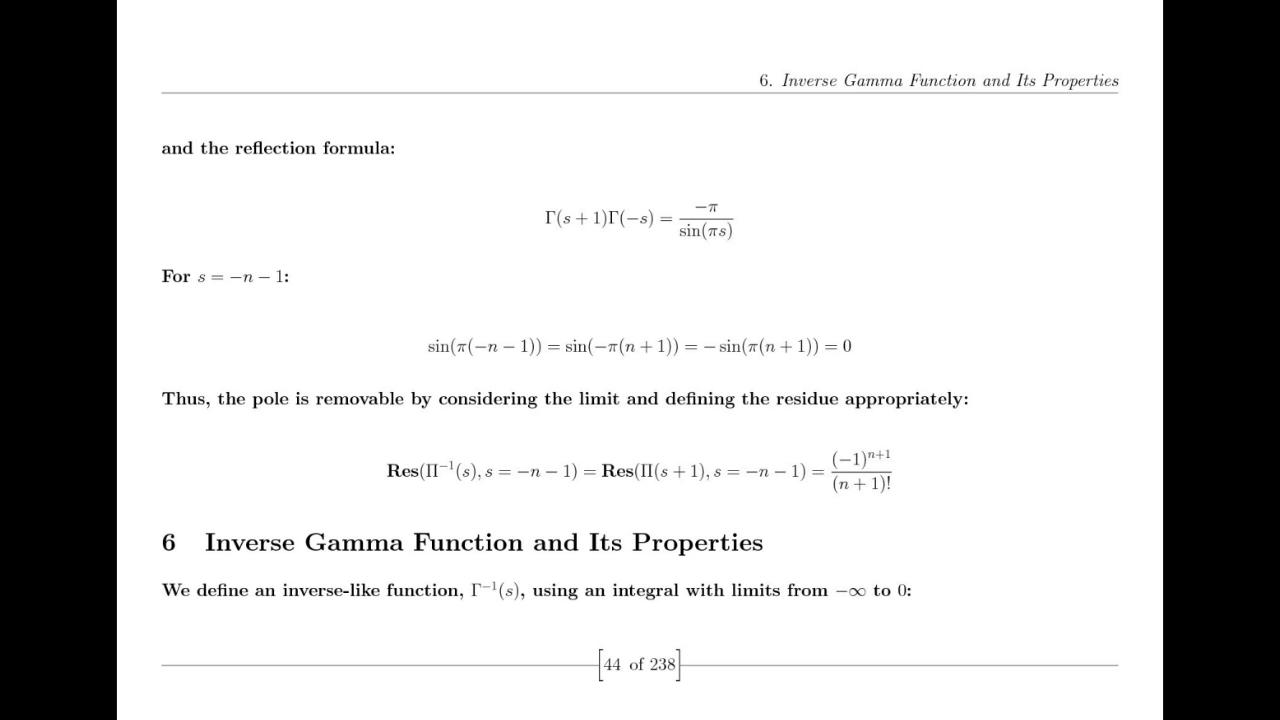 6. Inverse Gamma Function and Its Properties
and the reflection formula:
Γ(s + 1)Γ(−s) = −π / sin(πs)
For s = −n − 1:
sin(π(−n − 1)) = sin(−π(n + 1)) = − sin(π(n + 1)) = 0
Thus, the pole is removable by considering the limit and defining the residue appropriately:
Res(Π⁻¹(s), s = −n − 1) = Res(Π(s + 1), s = −n − 1) = (−1)ⁿ⁺¹ / (n + 1)!
6 Inverse Gamma Function and Its Properties
We define an inverse-like function, Γ⁻¹(s), using an integral with limits from −∞ to 0:
[44 of 238]